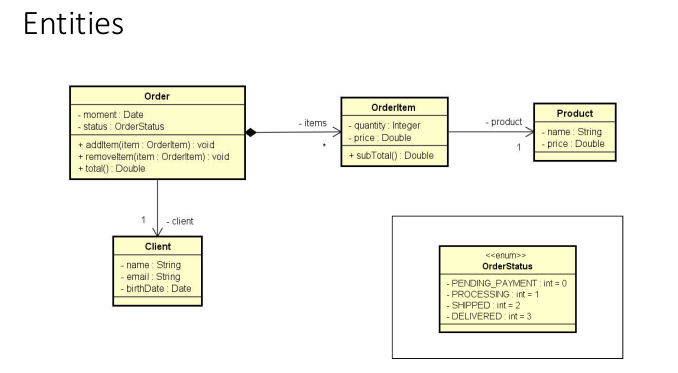 Entities
Order
- moment : Date
- status : OrderStatus
+ addItem(item : OrderItem) : void
+ removeItem(item : OrderItem) : void
+ total() : Double
- items
*
OrderItem
- quantity : Integer
- price : Double
+ subTotal() : Double
- product
1
Product
- name : String
- price : Double
1 - client
Client
- name : String
- email : String
- birthDate : Date
<<enum>>
OrderStatus
- PENDING_PAYMENT : int = 0
- PROCESSING : int = 1
- SHIPPED : int = 2
- DELIVERED : int = 3